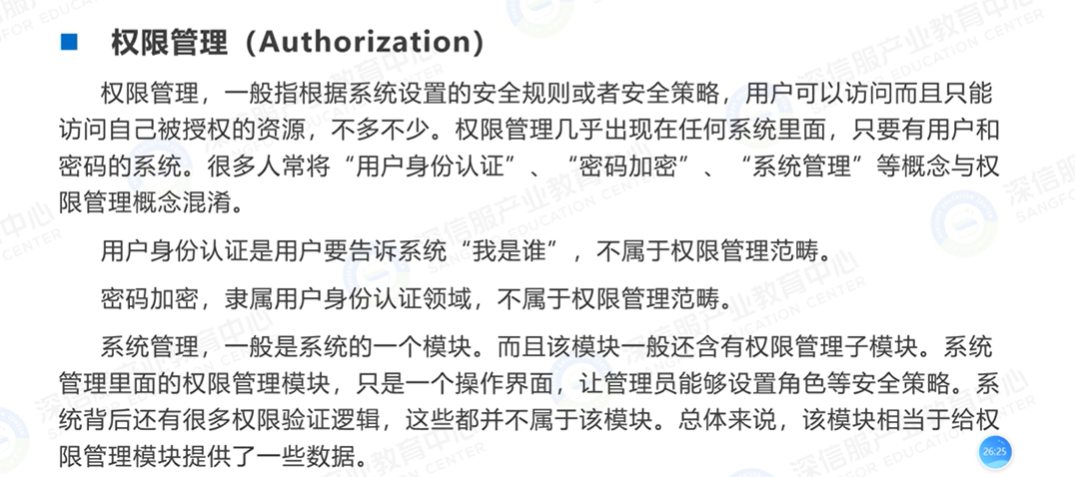 权限管理（Authorization）
权限管理，一般指根据系统设置的安全规则或者安全策略，用户可以访问而且只能
访问自己被授权的资源，不多不少。权限管理几乎出现在任何系统里面，只要有用户和
密码的系统。很多人常将“用户身份认证”、“密码加密”、“系统管理”等概念与权
限管理概念混淆。
用户身份认证是用户要告诉系统“我是谁”，不属于权限管理范畴。
密码加密，隶属用户身份认证领域，不属于权限管理范畴。
系统管理，一般是系统的一个模块。而且该模块一般还含有权限管理子模块。系统
管理里面的权限管理模块，只是一个操作界面，让管理员能够设置角色等安全策略。系
统背后还有很多权限验证逻辑，这些都并不属于该模块。总体来说，该模块相当于给权
限管理模块提供了一些数据。
26:25
深信服产业教育中心
SANGFOR EDUCATION CENTER